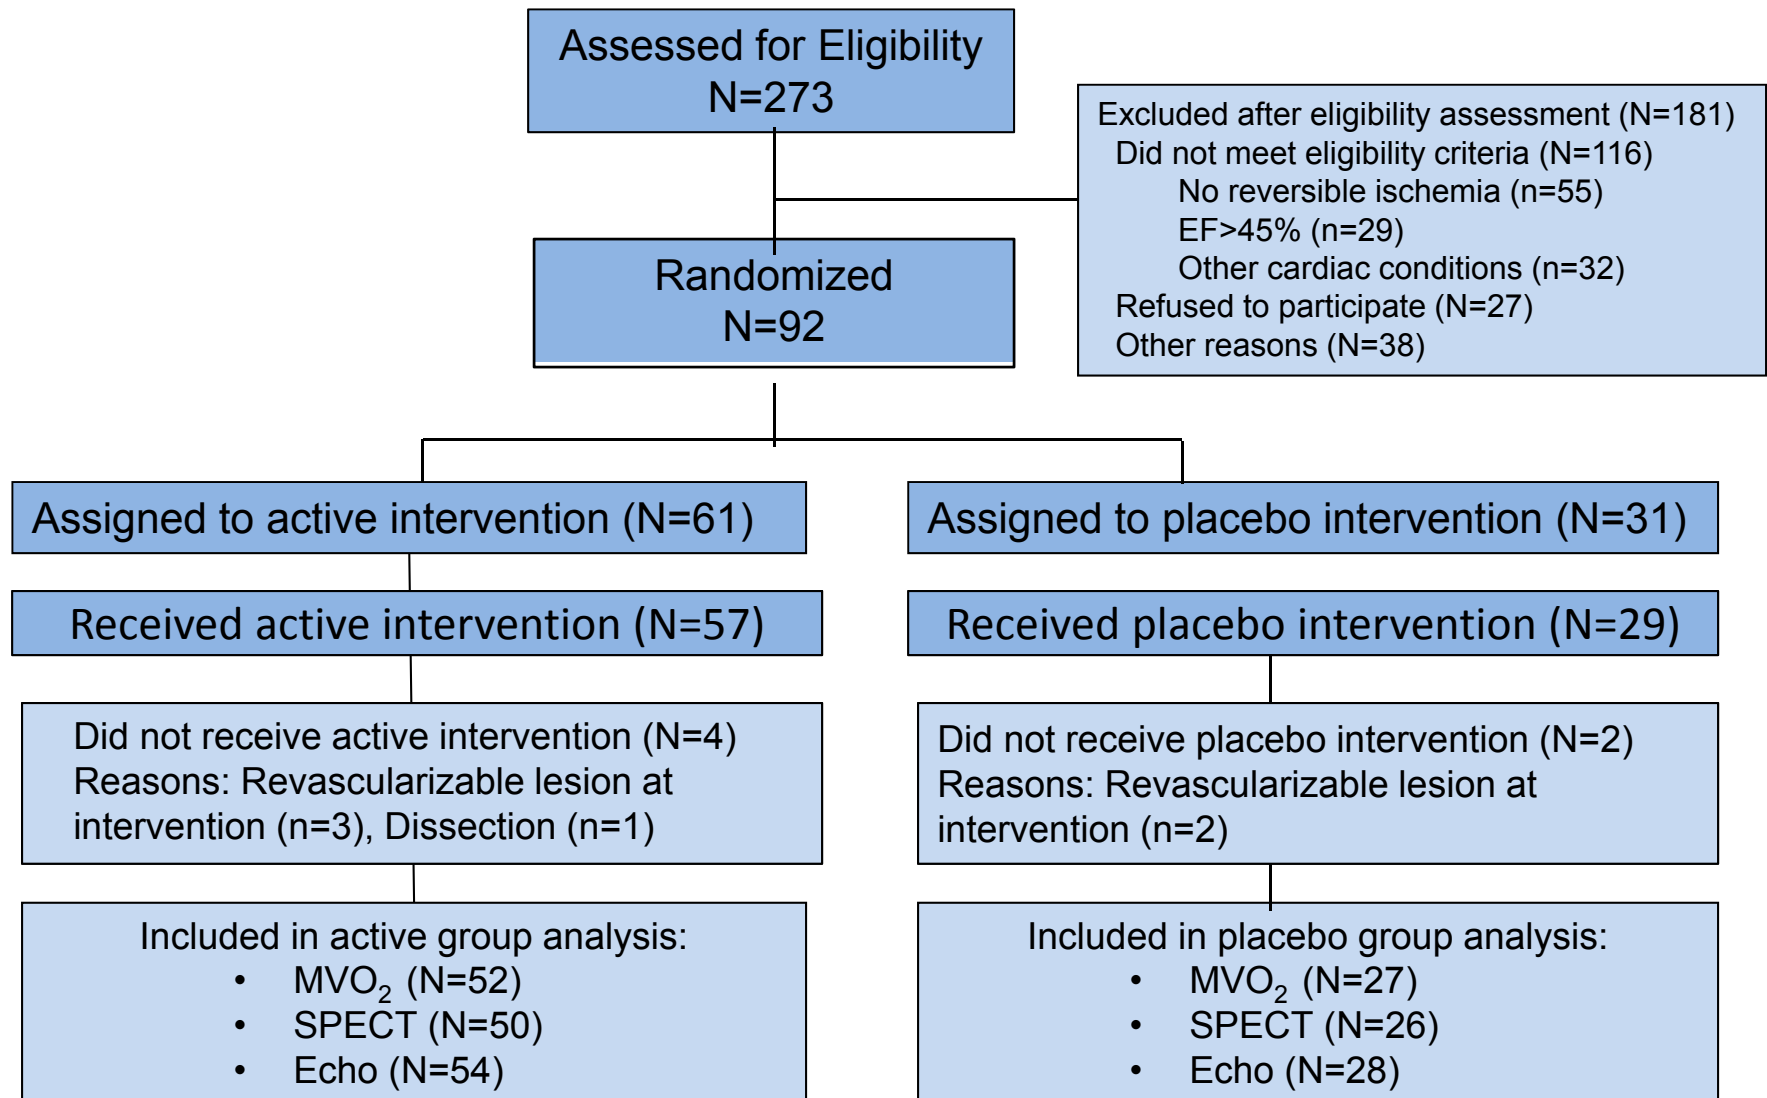 Assessed for Eligibility
N=273
Excluded after eligibility assessment (N=181)
Did not meet eligibility criteria (N=116)
No reversible ischemia (n=55)
EF>45% (n=29)
Other cardiac conditions (n=32)
Refused to participate (N=27)
Other reasons (N=38)
Randomized
N=92
Assigned to active intervention (N=61)
Assigned to placebo intervention (N=31)
Received active intervention (N=57)
Received placebo intervention (N=29)
Did not receive active intervention (N=4)
Reasons: Revascularizable lesion at
intervention (n=3), Dissection (n=1)
Did not receive placebo intervention (N=2)
Reasons: Revascularizable lesion at
intervention (n=2)
Included in active group analysis:
• MVO₂ (N=52)
• SPECT (N=50)
• Echo (N=54)
Included in placebo group analysis:
• MVO₂ (N=27)
• SPECT (N=26)
• Echo (N=28)